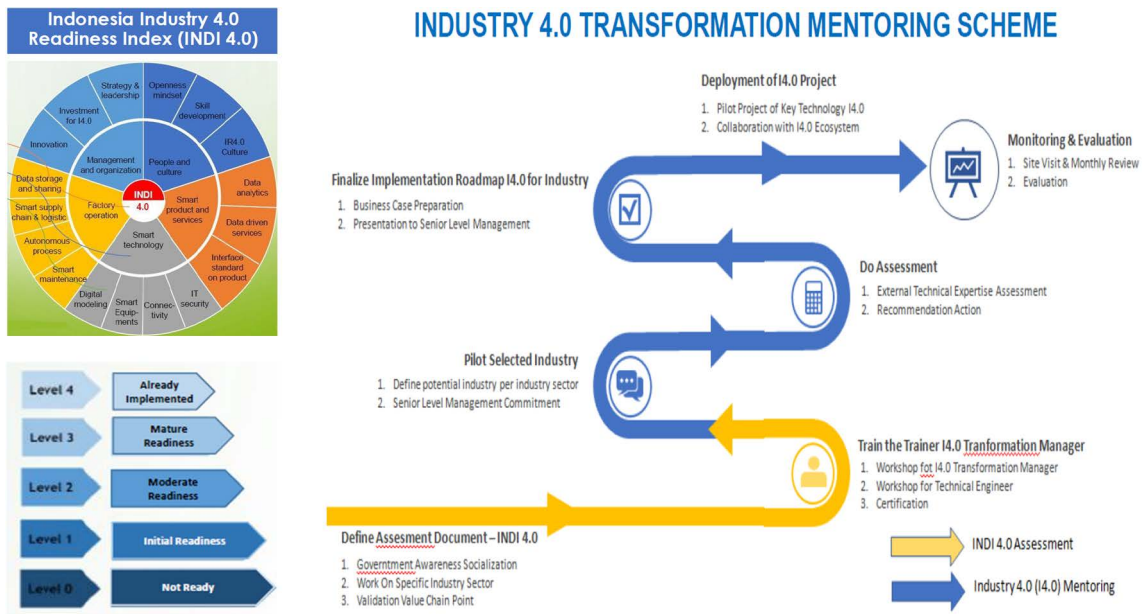 Indonesia Industry 4.0
Readiness Index (INDI 4.0)
Strategy &
leadership
Openness
mindset
Investment
for I4.0
Skill
development
Innovation
IR4.0
Culture
Management
and organization
People and
culture
Data storage
and sharing
Data
analytics
Smart supply
chain & logistic
Factory
operation
INDI
4.0
Smart
product and
services
Data driven
services
Autonomous
process
Smart
technology
Interface
standard
on product
Smart
maintenance
Digital
modeling
Smart
Equip-
ments
Connec-
tivity
IT
security
Level 4
Already
Implemented
Level 3
Mature
Readiness
Level 2
Moderate
Readiness
Level 1
Initial Readiness
Level 0
Not Ready
INDUSTRY 4.0 TRANSFORMATION MENTORING SCHEME
Deployment of I4.0 Project
1. Pilot Project of Key Technology I4.0
2. Collaboration with I4.0 Ecosystem
Monitoring & Evaluation
1. Site Visit & Monthly Review
2. Evaluation
Finalize Implementation Roadmap I4.0 for Industry
1. Business Case Preparation
2. Presentation to Senior Level Management
Do Assessment
1. External Technical Expertise Assessment
2. Recommendation Action
Pilot Selected Industry
1. Define potential industry per industry sector
2. Senior Level Management Commitment
Train the Trainer I4.0 Tranformation Manager
1. Workshop fot I4.0 Transformation Manager
2. Workshop for Technical Engineer
3. Certification
Define Assesment Document – INDI 4.0
1. Governtment Awareness Socialization
2. Work On Specific Industry Sector
3. Validation Value Chain Point
INDI 4.0 Assessment
Industry 4.0 (I4.0) Mentoring